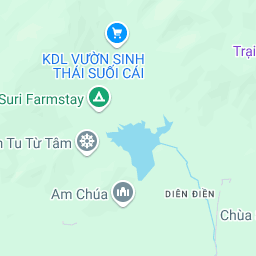 KDL VƯỜN SINH
THÁI SUỐI CÁI
Trại
Suri Farmstay
Tu Từ Tâm
Am Chúa
DIÊN ĐIỀN
Chùa